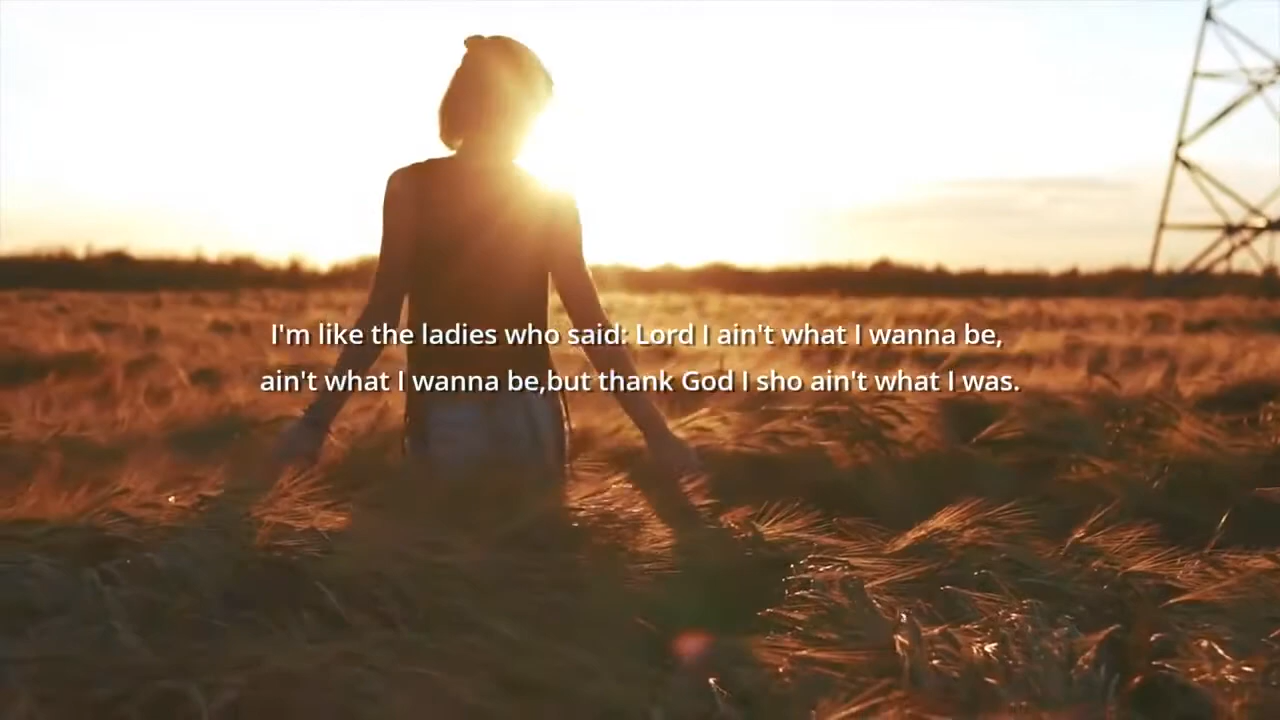 I'm like the ladies who said: Lord I ain't what I wanna be,
ain't what I wanna be,but thank God I sho ain't what I was.